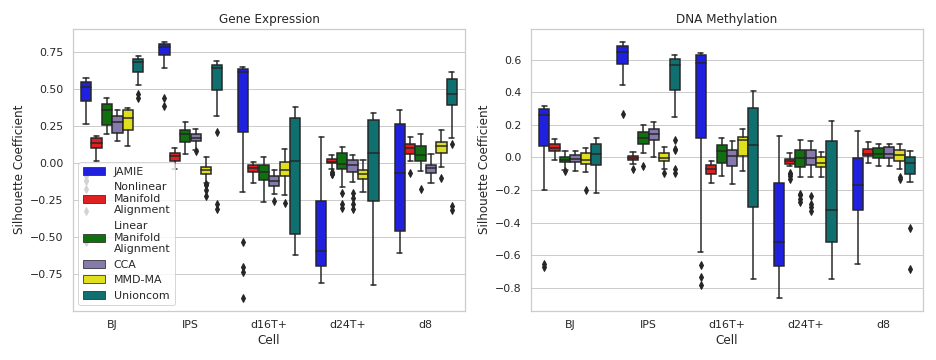 Gene Expression
Silhouette Coefficient
0.75
0.50
0.25
0.00
−0.25
−0.50
−0.75
JAMIE
Nonlinear
Manifold
Alignment
Linear
Manifold
Alignment
CCA
MMD-MA
Unioncom
BJ
IPS
d16T+
d24T+
d8
Cell
DNA Methylation
Silhouette Coefficient
0.6
0.4
0.2
0.0
−0.2
−0.4
−0.6
−0.8
BJ
IPS
d16T+
d24T+
d8
Cell